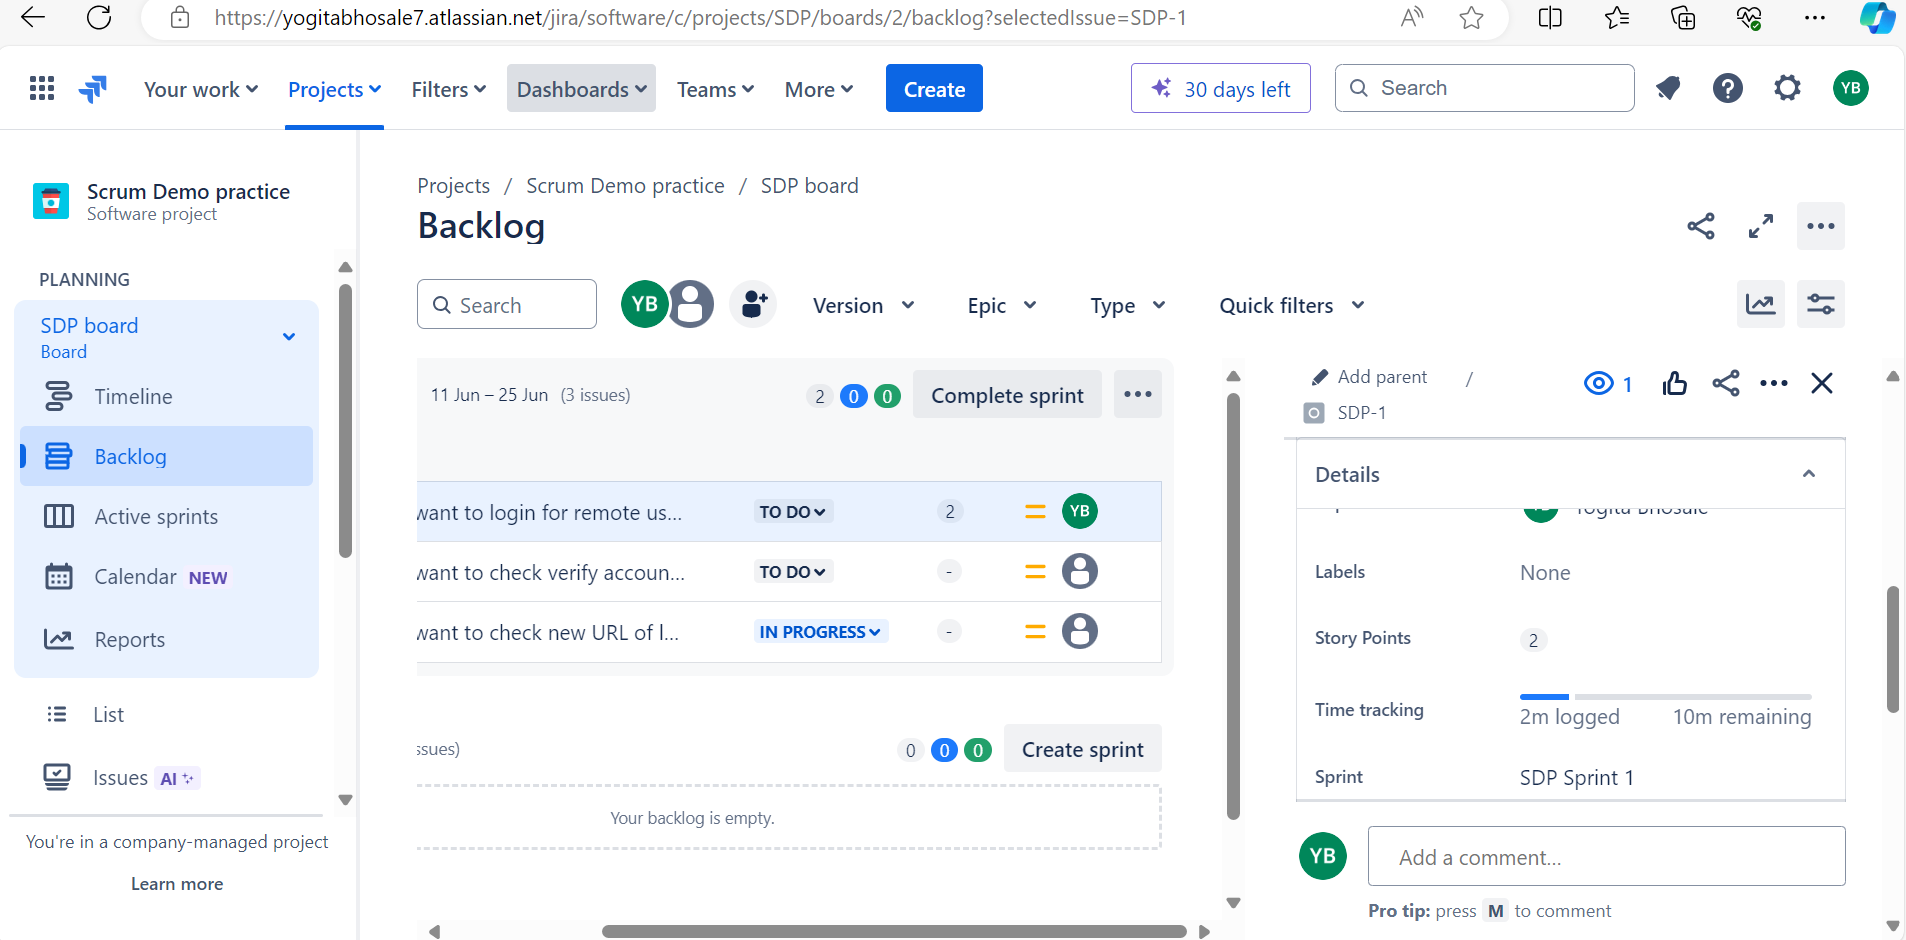 https://yogitabhosale7.atlassian.net/jira/software/c/projects/SDP/boards/2/backlog?selectedIssue=SDP-1
Your work
Projects
Filters
Dashboards
Teams
More
Create
30 days left
Search
YB
Scrum Demo practice
Software project
PLANNING
SDP board
Board
Timeline
Backlog
Active sprints
Calendar NEW
Reports
List
Issues AI
You're in a company-managed project
Learn more
Projects / Scrum Demo practice / SDP board
Backlog
Search
YB
Version
Epic
Type
Quick filters
11 Jun – 25 Jun (3 issues)
2 0 0
Complete sprint
want to login for remote us... TO DO 2 YB
want to check verify accoun... TO DO -
want to check new URL of l... IN PROGRESS -
ssues) 0 0 0 Create sprint
Your backlog is empty.
Add parent /
1
SDP-1
Details
Yogita Bhosale
Labels None
Story Points 2
Time tracking 2m logged 10m remaining
Sprint SDP Sprint 1
YB Add a comment...
Pro tip: press M to comment